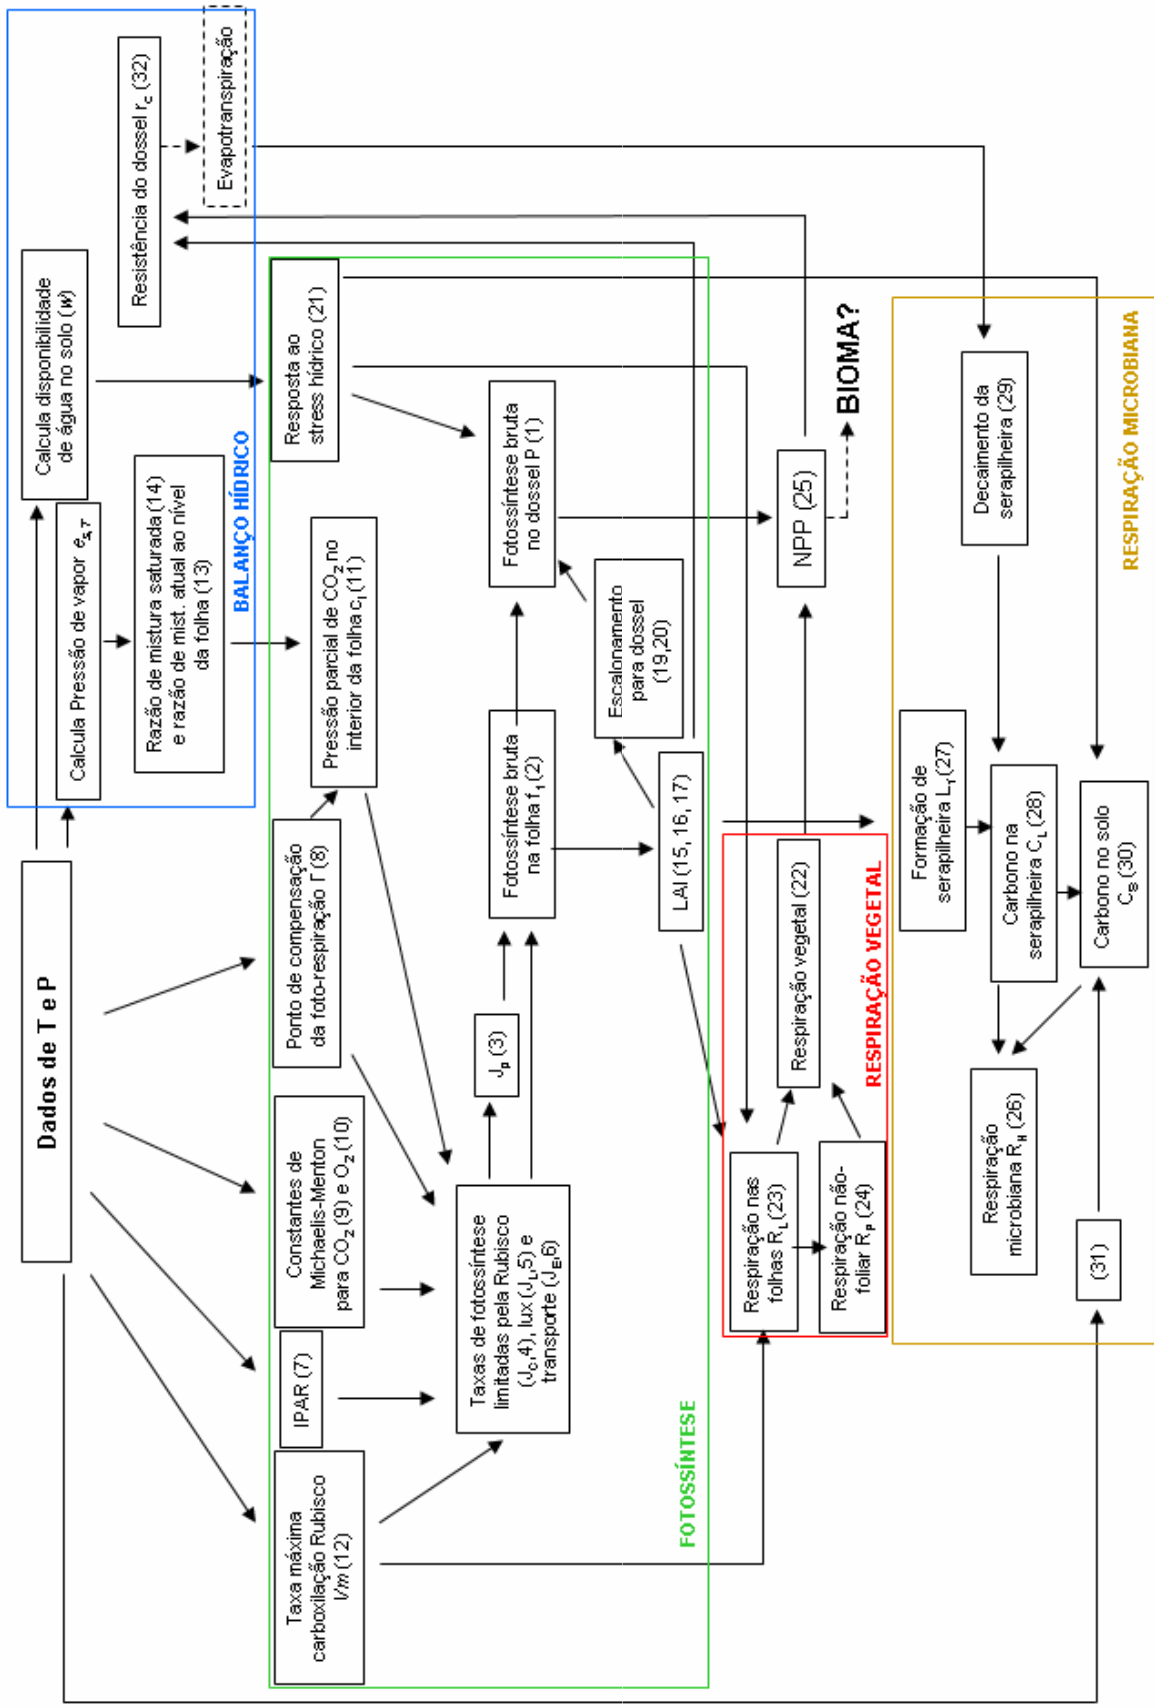 Dados de T e P
Calcula disponibilidade
de água no solo (w)
Calcula Pressão de vapor e_s,T
Razão de mistura saturada (14)
e razão de mist. atual ao nível
da folha (13)
Resistência do dossel r_c (32)
Evapotranspiração
BALANÇO HÍDRICO
Taxa máxima
carboxilação Rubisco
Vm (12)
IPAR (7)
Constantes de
Michaelis-Menton
para CO₂ (9) e O₂ (10)
Ponto de compensação
da foto-respiração Γ (8)
Pressão parcial de CO₂ no
interior da folha c_i (11)
Resposta ao
stress hídrico (21)
Taxas de fotossíntese
limitadas pela Rubisco
(J_C,4), lux (J_L,5) e
transporte (J_E,6)
J_p (3)
Fotossíntese bruta
na folha f_1 (2)
Fotossíntese bruta
no dossel P (1)
Escalonamento
para dossel
(19,20)
LAI (15, 16, 17)
FOTOSSÍNTESE
Respiração nas
folhas R_L (23)
Respiração não-
foliar R_P (24)
Respiração vegetal (22)
RESPIRAÇÃO VEGETAL
NPP (25)
BIOMA?
Formação de
serapilheira L_f (27)
Decaimento da
serapilheira (29)
Carbono na
serapilheira C_L (28)
Respiração
microbiana R_H (26)
Carbono no solo
C_S (30)
(31)
RESPIRAÇÃO MICROBIANA